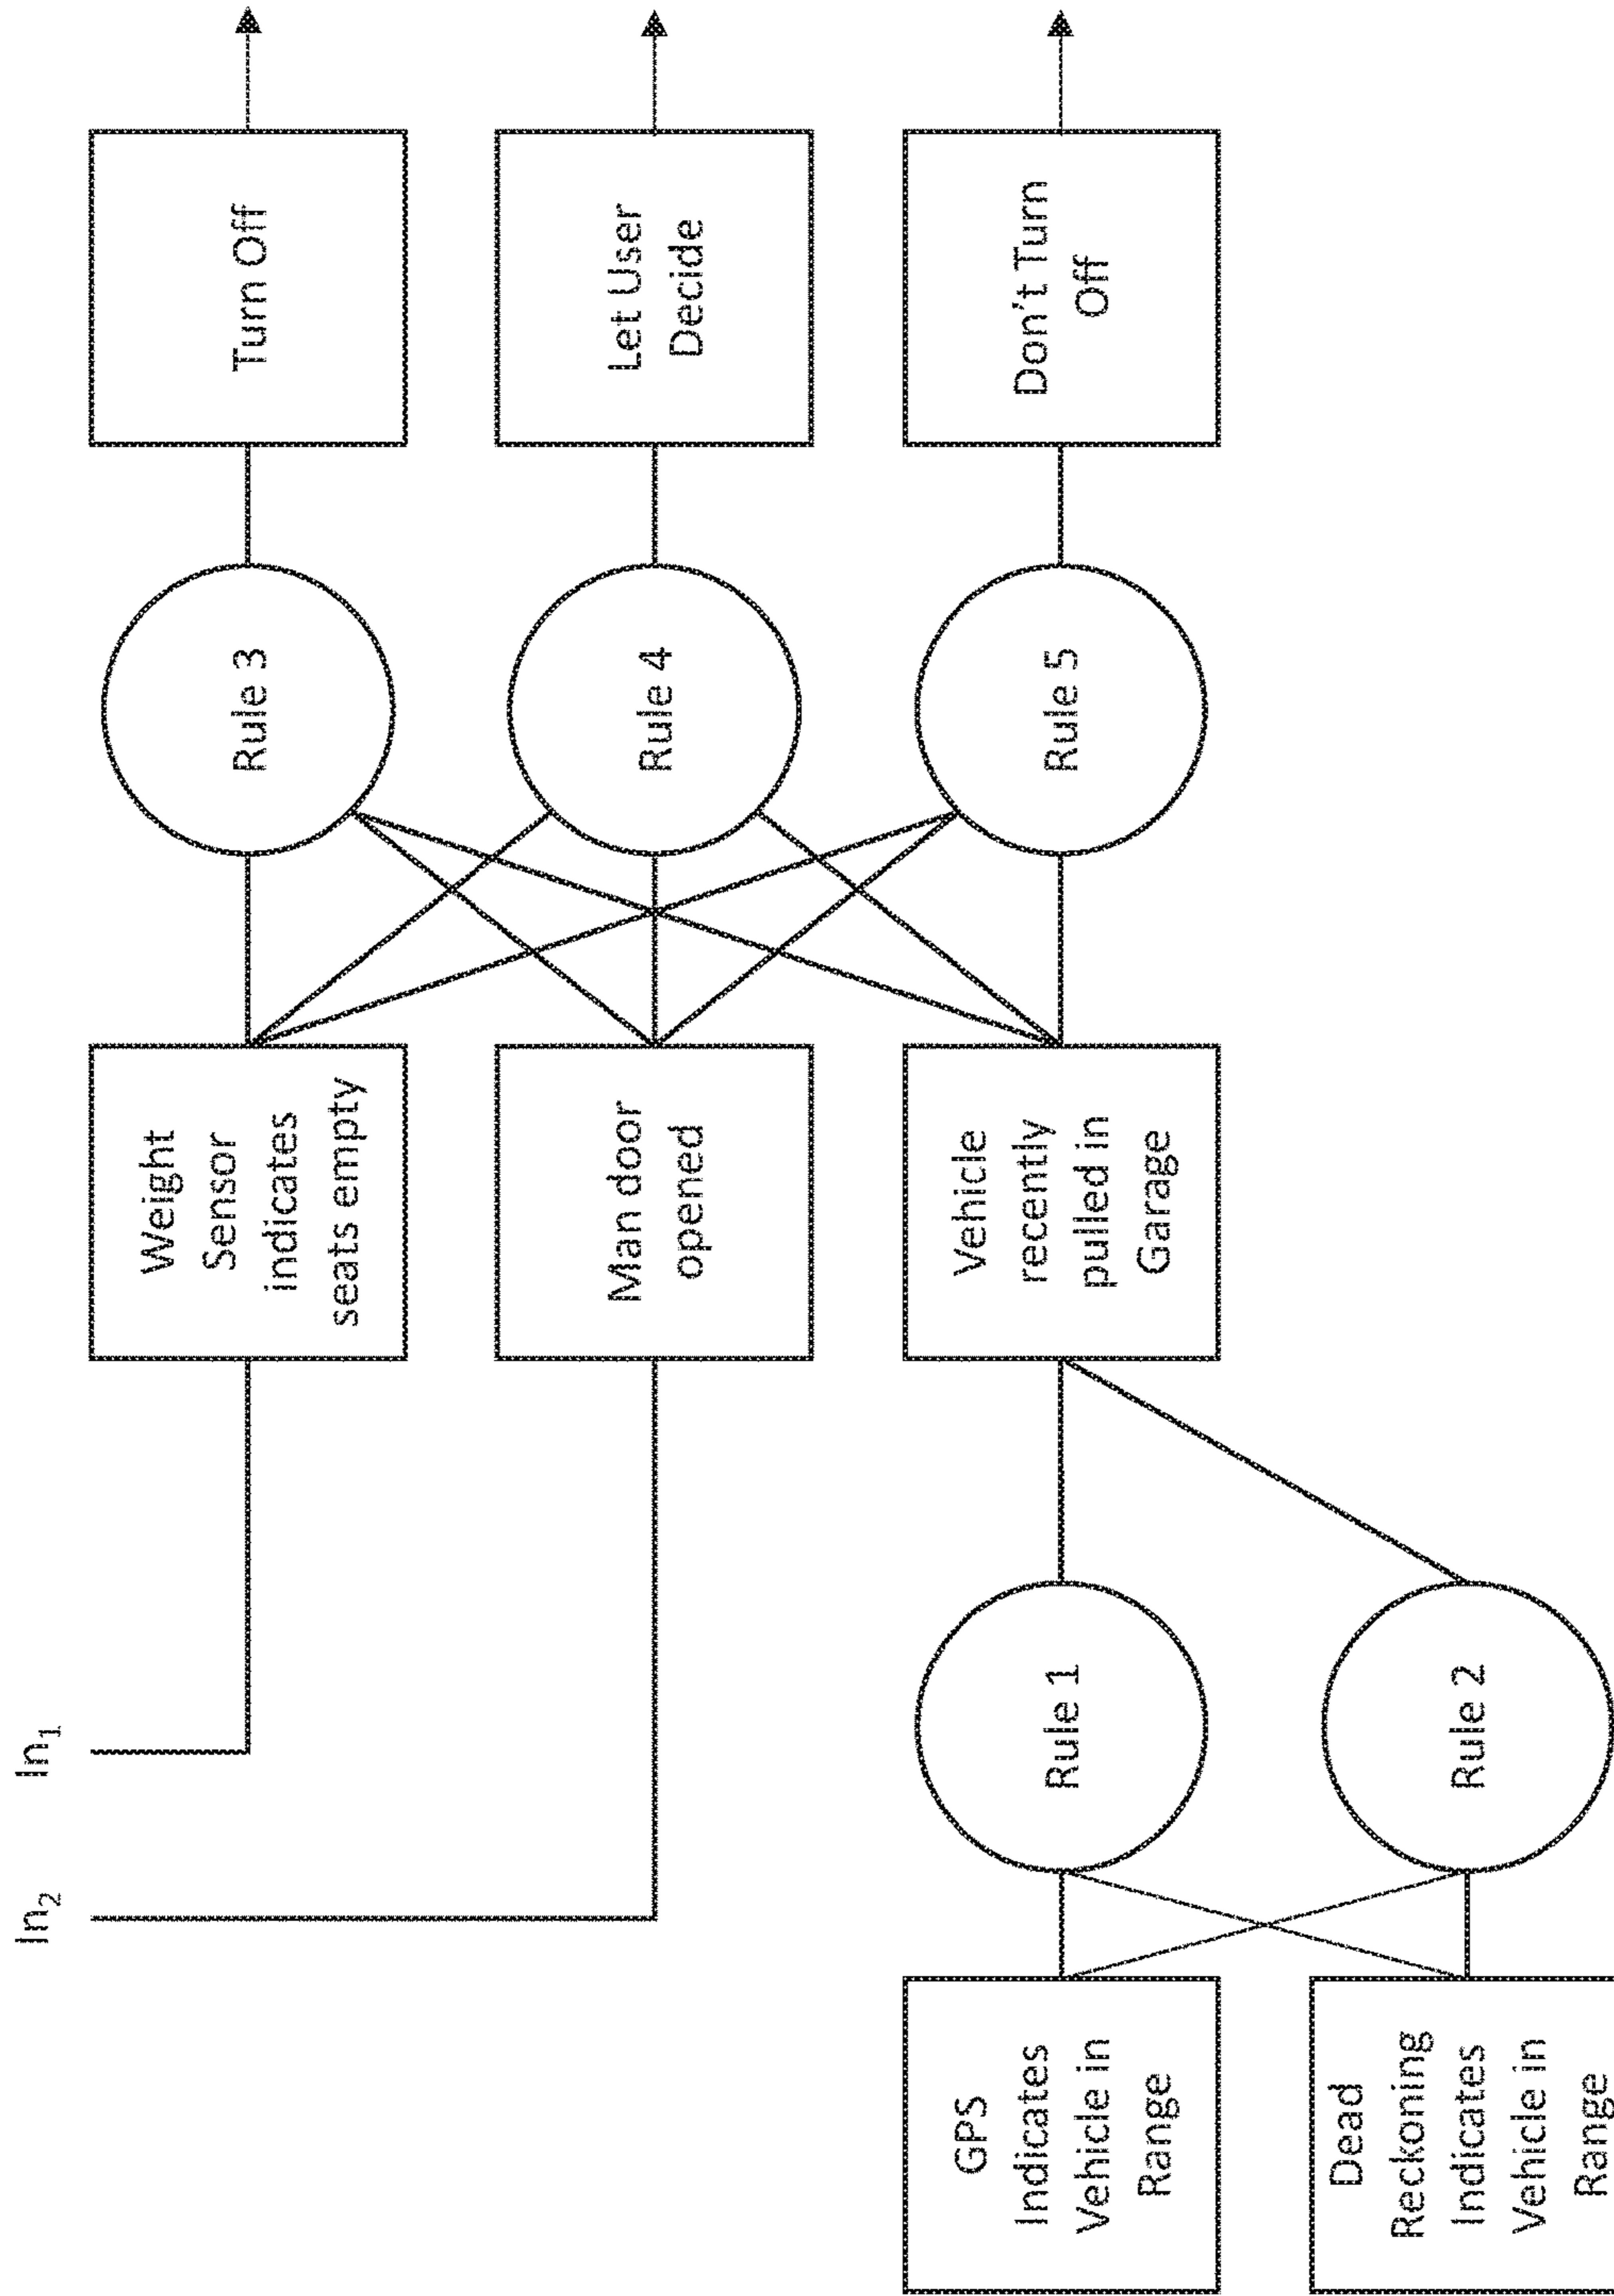 In₁
In₂
GPS
Indicates
Vehicle in
Range
Dead
Reckoning
Indicates
Vehicle in
Range
Rule 1
Rule 2
Weight
Sensor
indicates
seats empty
Man door
opened
Vehicle
recently
pulled in
Garage
Rule 3
Rule 4
Rule 5
Turn Off
Let User
Decide
Don't Turn
Off